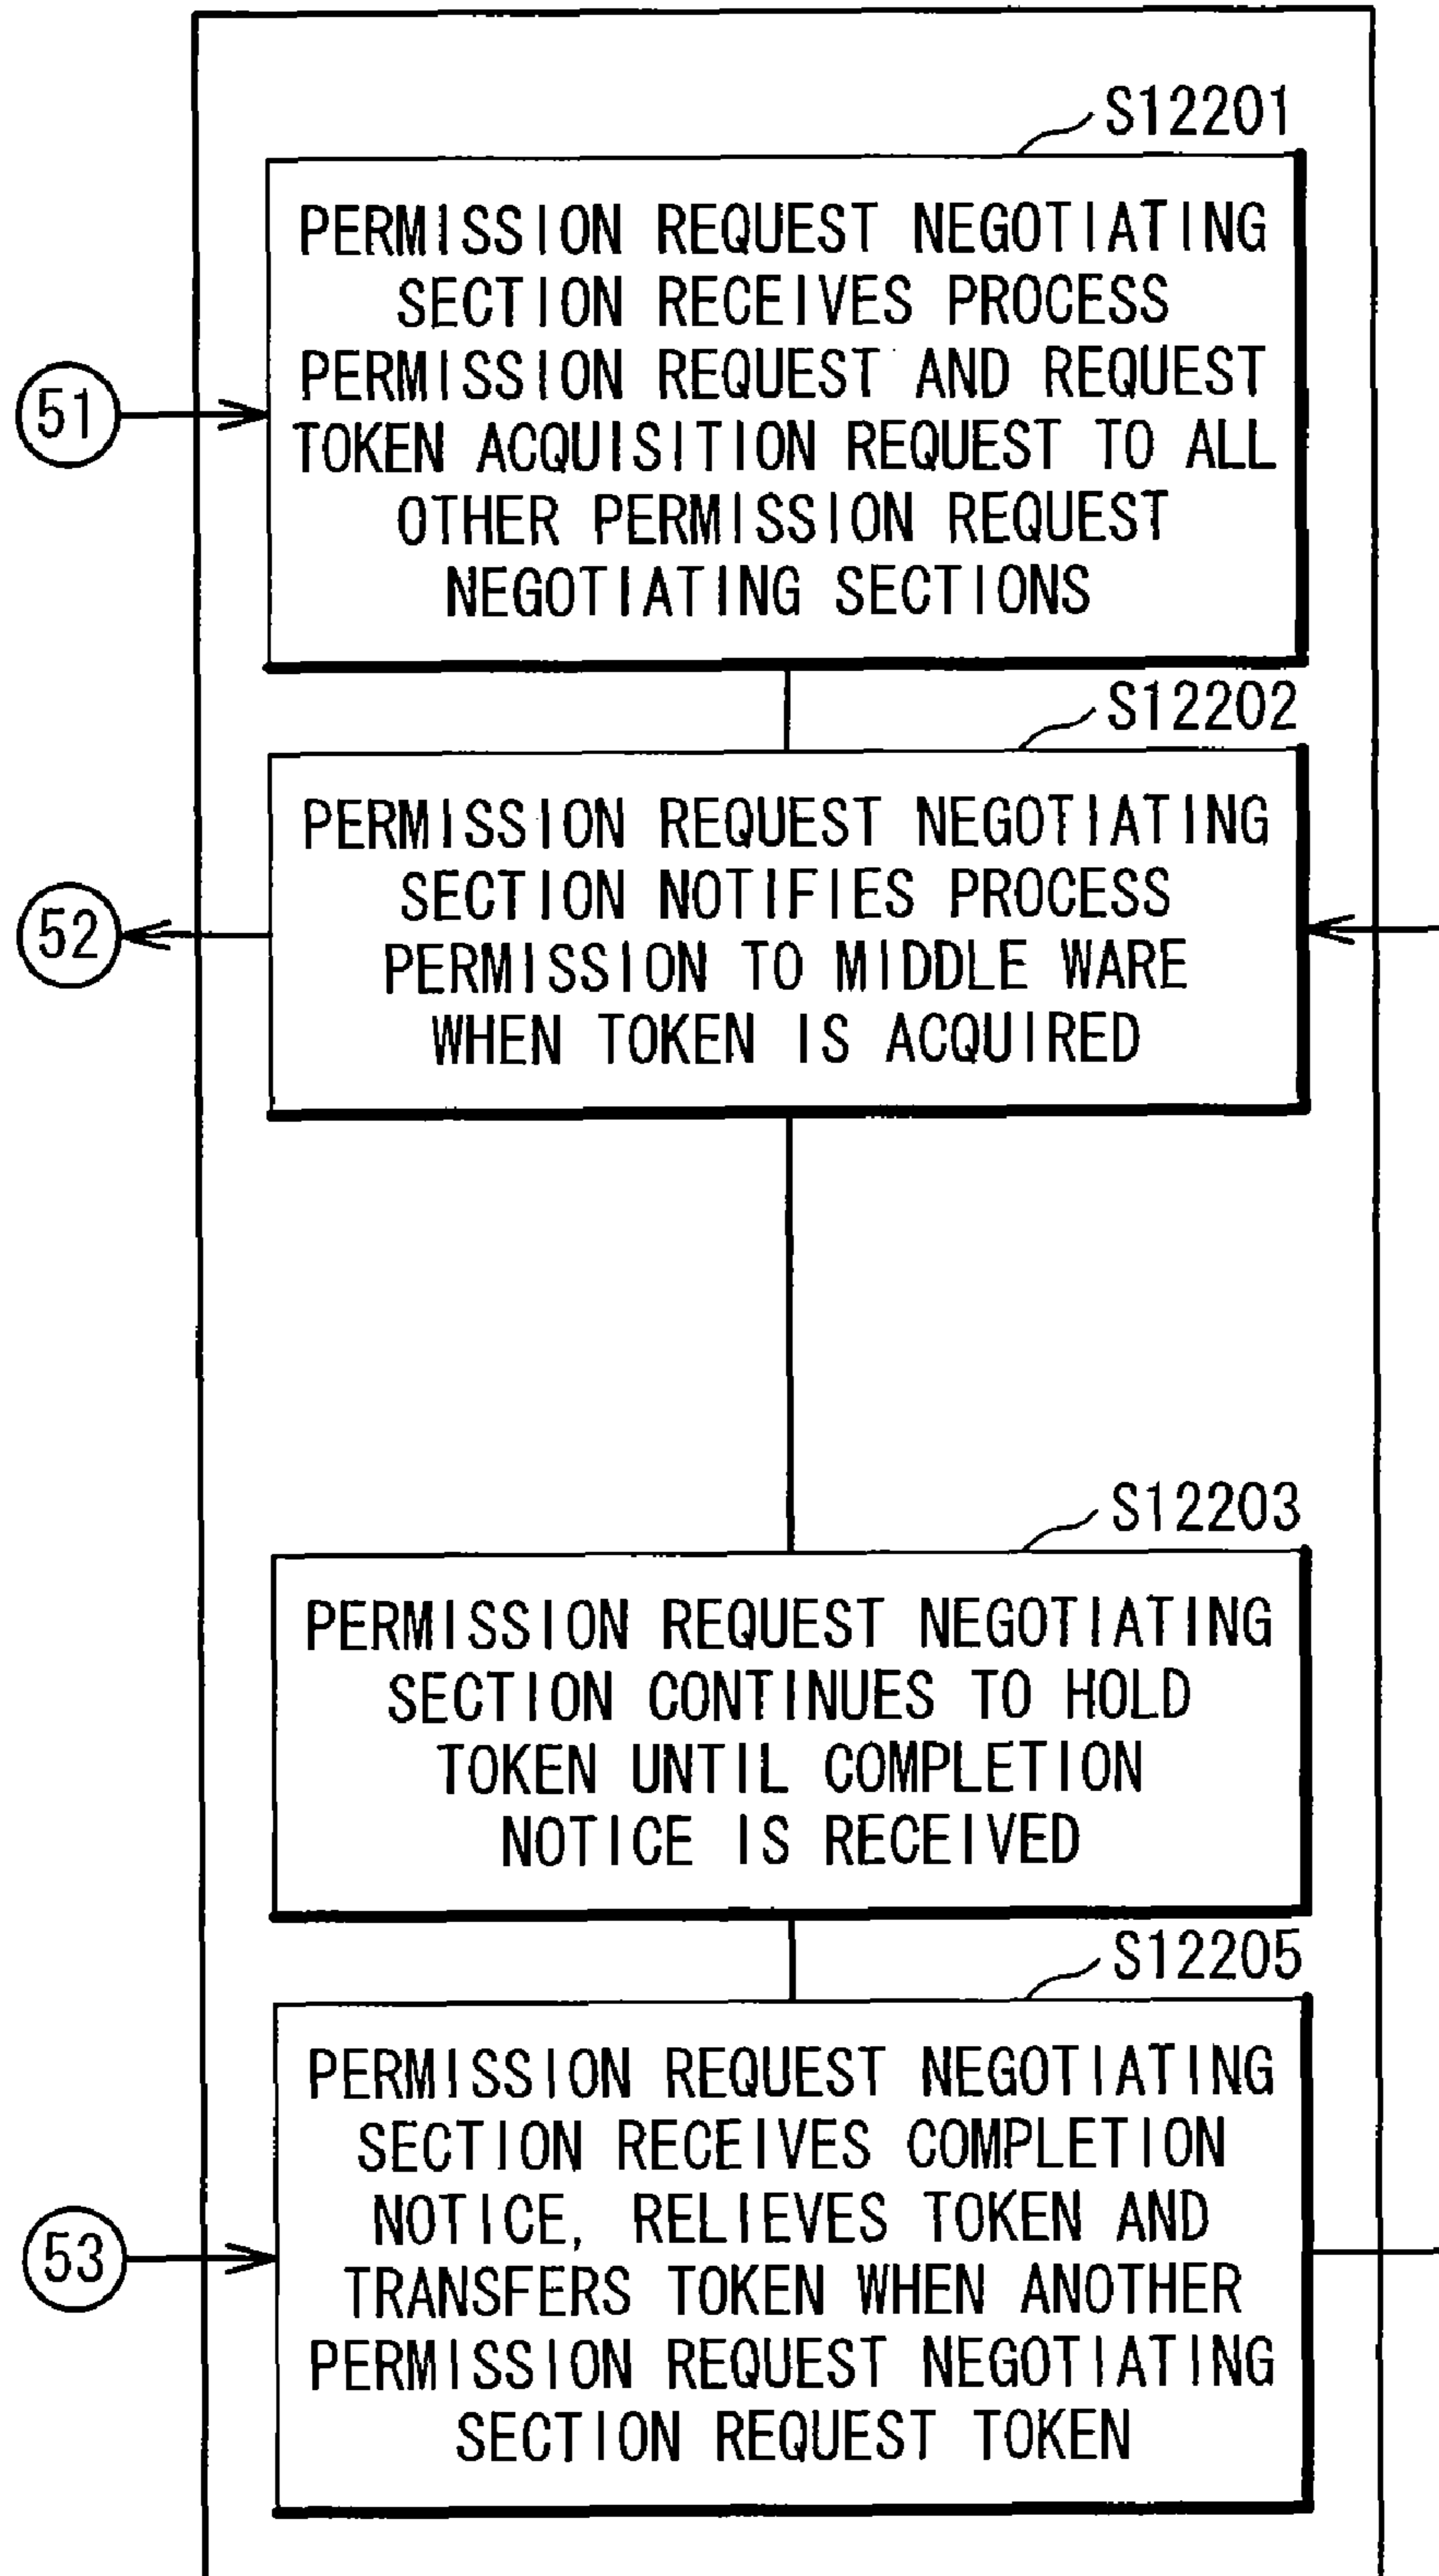 S12201
PERMISSION REQUEST NEGOTIATING
SECTION RECEIVES PROCESS
PERMISSION REQUEST AND REQUEST
TOKEN ACQUISITION REQUEST TO ALL
OTHER PERMISSION REQUEST
NEGOTIATING SECTIONS
51
S12202
PERMISSION REQUEST NEGOTIATING
SECTION NOTIFIES PROCESS
PERMISSION TO MIDDLE WARE
WHEN TOKEN IS ACQUIRED
52
S12203
PERMISSION REQUEST NEGOTIATING
SECTION CONTINUES TO HOLD
TOKEN UNTIL COMPLETION
NOTICE IS RECEIVED
S12205
PERMISSION REQUEST NEGOTIATING
SECTION RECEIVES COMPLETION
NOTICE, RELIEVES TOKEN AND
TRANSFERS TOKEN WHEN ANOTHER
PERMISSION REQUEST NEGOTIATING
SECTION REQUEST TOKEN
53